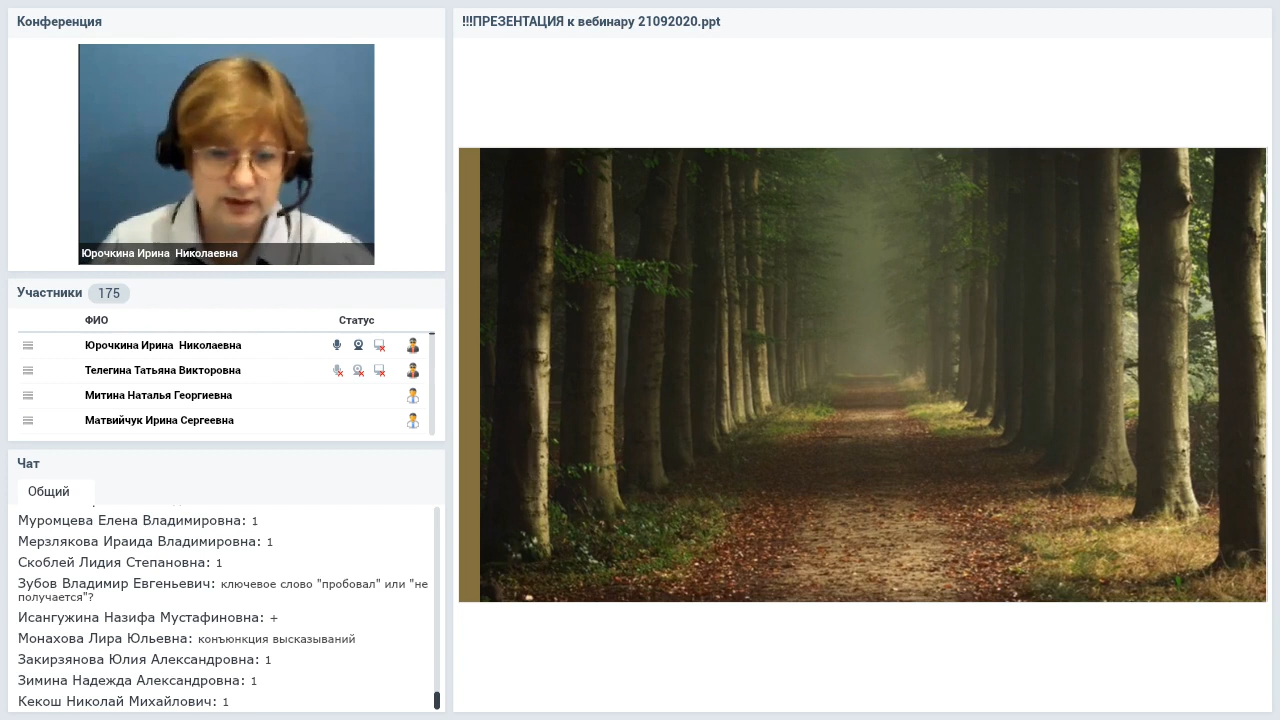 Конференция
Юрочкина Ирина  Николаевна
Участники 175
ФИО Статус
Юрочкина Ирина  Николаевна
Телегина Татьяна Викторовна
Митина Наталья Георгиевна
Матвийчук Ирина Сергеевна
Чат
Общий
Муромцева Елена Владимировна: 1
Мерзлякова Ираида Владимировна: 1
Скоблей Лидия Степановна: 1
Зубов Владимир Евгеньевич: ключевое слово "пробовал" или "не
получается"?
Исангужина Назифа Мустафиновна: +
Монахова Лира Юльевна: конъюнкция высказываний
Закирзянова Юлия Александровна: 1
Зимина Надежда Александровна: 1
Кекош Николай Михайлович: 1
!!!ПРЕЗЕНТАЦИЯ к вебинару 21092020.ppt